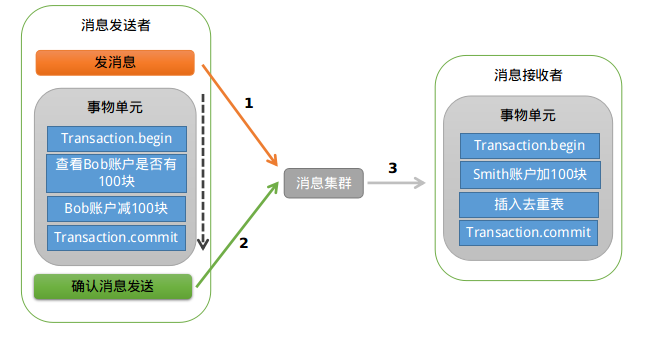 消息发送者
发消息
事物单元
Transaction.begin
查看Bob账户是否有
100块
Bob账户减100块
Transaction.commit
确认消息发送
1
2
消息集群
3
消息接收者
事物单元
Transaction.begin
Smith账户加100块
插入去重表
Transaction.commit